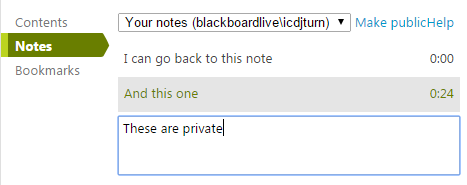 Contents
Notes
Bookmarks
Your notes (blackboardlive\icdjturn) Make publicHelp
I can go back to this note 0:00
And this one 0:24
These are private